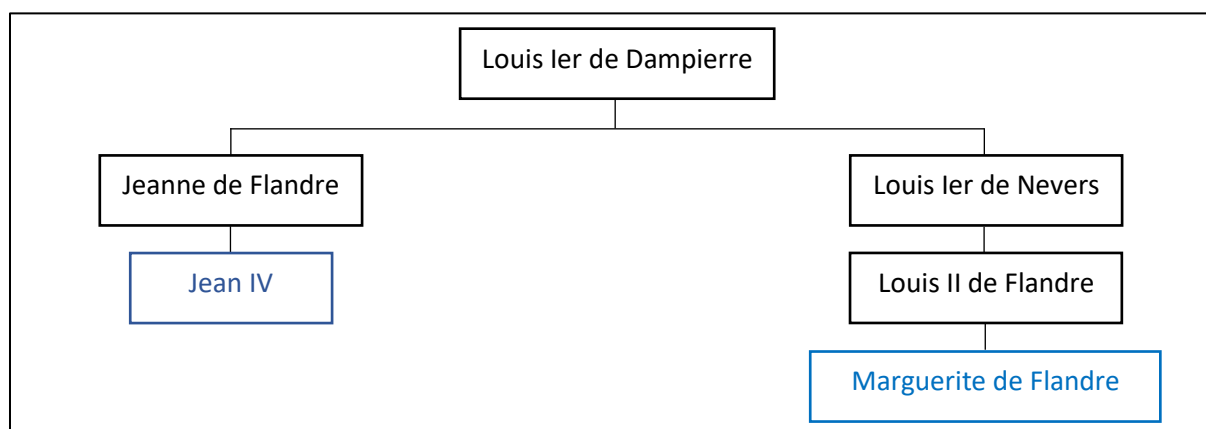 Louis Ier de Dampierre
Jeanne de Flandre
Louis Ier de Nevers
Jean IV
Louis II de Flandre
Marguerite de Flandre